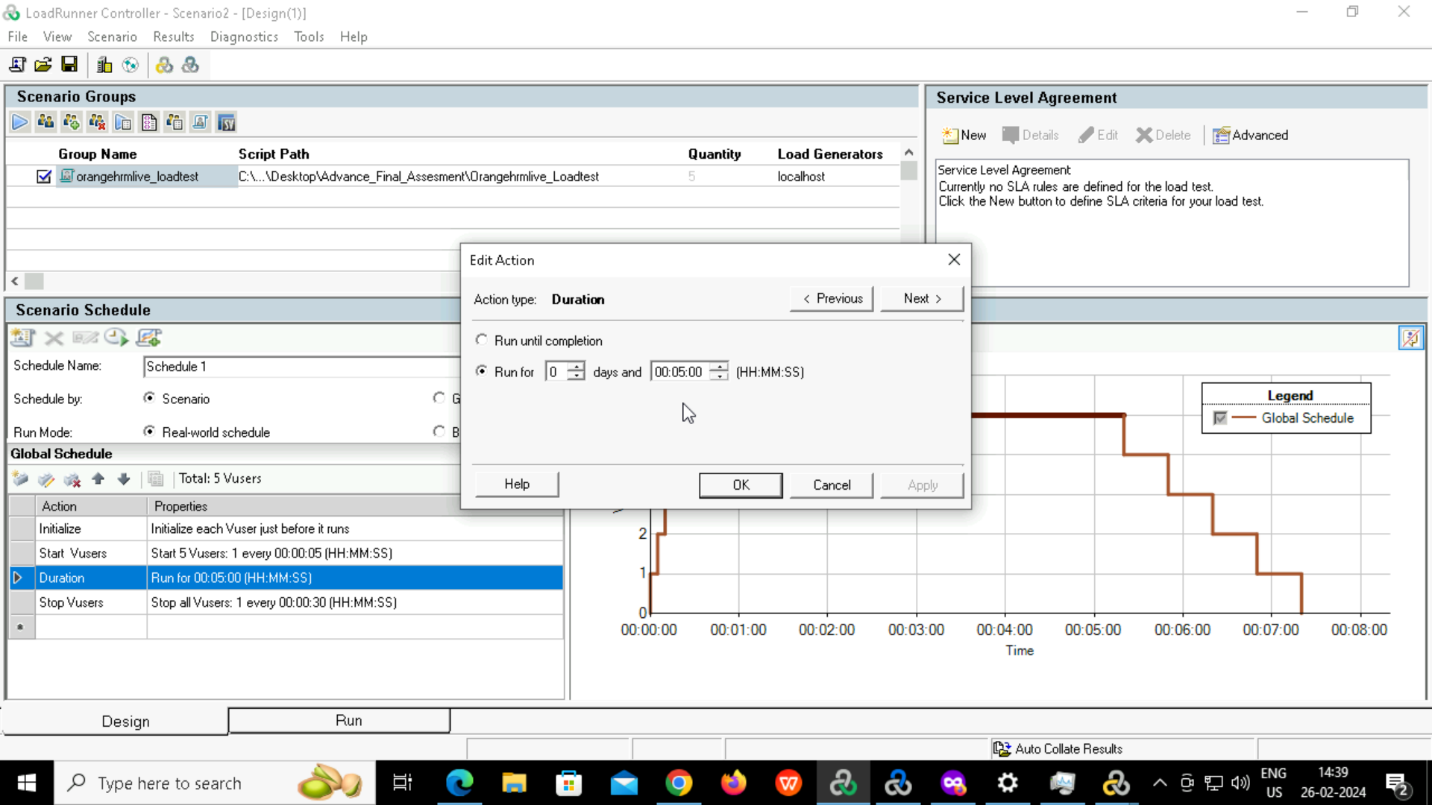 LoadRunner Controller - Scenario2 - [Design(1)]
File View Scenario Results Diagnostics Tools Help
Scenario Groups
Group Name Script Path Quantity Load Generators
orangehrmlive_loadtest C:\...\Desktop\Advance_Final_Assesment\Orangehrmlive_Loadtest 5 localhost
Service Level Agreement
New Details Edit Delete Advanced
Service Level Agreement
Currently no SLA rules are defined for the load test.
Click the New button to define SLA criteria for your load test.
Edit Action
Action type: Duration < Previous Next >
Run until completion
Run for 0 days and 00:05:00 (HH:MM:SS)
Help OK Cancel Apply
Scenario Schedule
Schedule Name: Schedule 1
Schedule by: Scenario G
Run Mode: Real-world schedule B
Global Schedule
Total: 5 Vusers
Action Properties
Initialize Initialize each Vuser just before it runs
Start Vusers Start 5 Vusers: 1 every 00:00:05 (HH:MM:SS)
Duration Run for 00:05:00 (HH:MM:SS)
Stop Vusers Stop all Vusers: 1 every 00:00:30 (HH:MM:SS)
*
Legend
Global Schedule
2
1
0
00:00:00 00:01:00 00:02:00 00:03:00 00:04:00 00:05:00 00:06:00 00:07:00 00:08:00
Time
Design Run
Auto Collate Results
Type here to search
ENG
US
14:39
26-02-2024
2